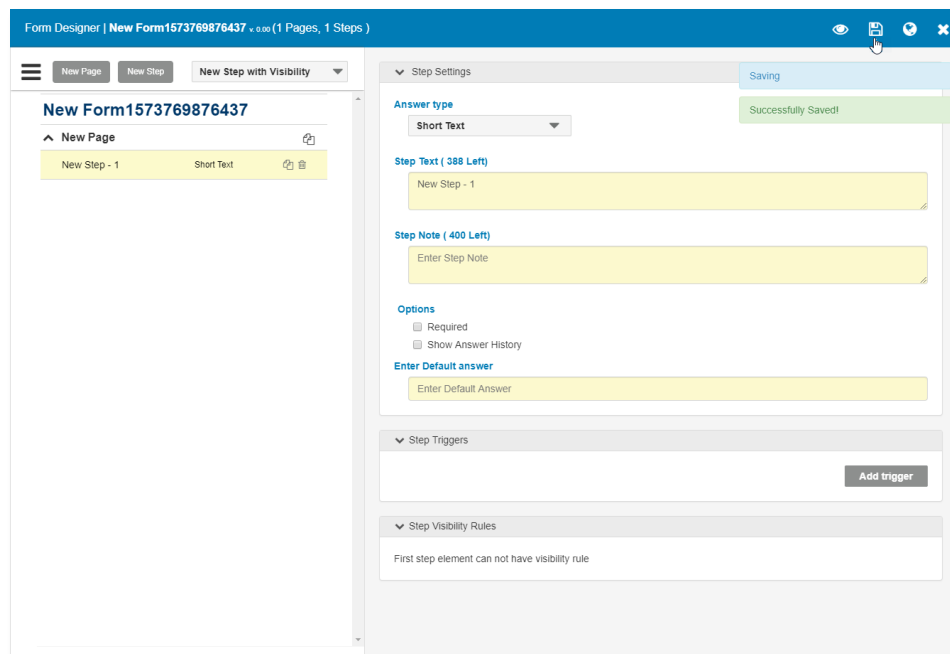 Form Designer | New Form1573769876437 v. 0.00 (1 Pages, 1 Steps )
New Page
New Step
New Step with Visibility
New Form1573769876437
New Page
New Step - 1
Short Text
Step Settings
Saving
Successfully Saved!
Answer type
Short Text
Step Text ( 388 Left)
New Step - 1
Step Note ( 400 Left)
Enter Step Note
Options
Required
Show Answer History
Enter Default answer
Enter Default Answer
Step Triggers
Add trigger
Step Visibility Rules
First step element can not have visibility rule